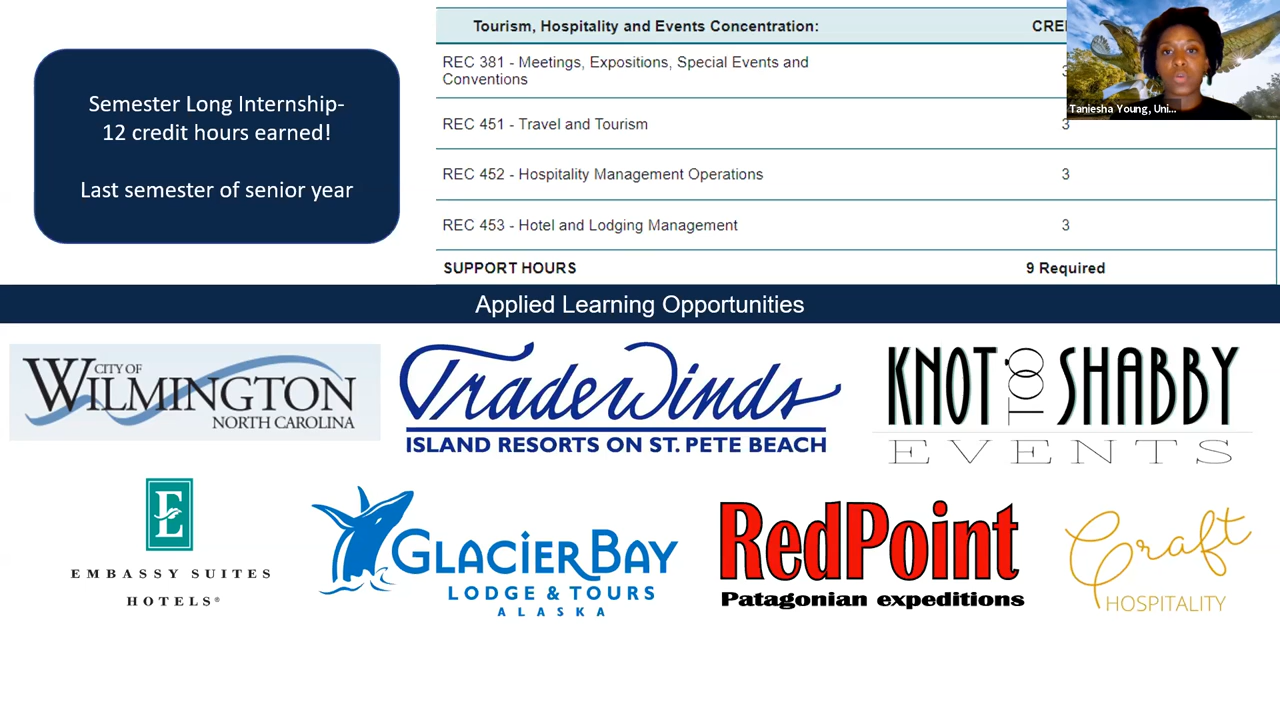 Semester Long Internship-
12 credit hours earned!
Last semester of senior year
Tourism, Hospitality and Events Concentration:
REC 381 - Meetings, Expositions, Special Events and
Conventions
REC 451 - Travel and Tourism
3
REC 452 - Hospitality Management Operations
3
REC 453 - Hotel and Lodging Management
3
SUPPORT HOURS
9 Required
Taniesha Young, Uni...
Applied Learning Opportunities
CITY OF
WILMINGTON
NORTH CAROLINA
TradeWinds
ISLAND RESORTS ON ST. PETE BEACH
KNOT TOO SHABBY
EVENTS
E
EMBASSY SUITES
HOTELS®
GLACIER BAY
LODGE & TOURS
ALASKA
RedPoint
Patagonian expeditions
Craft
HOSPITALITY